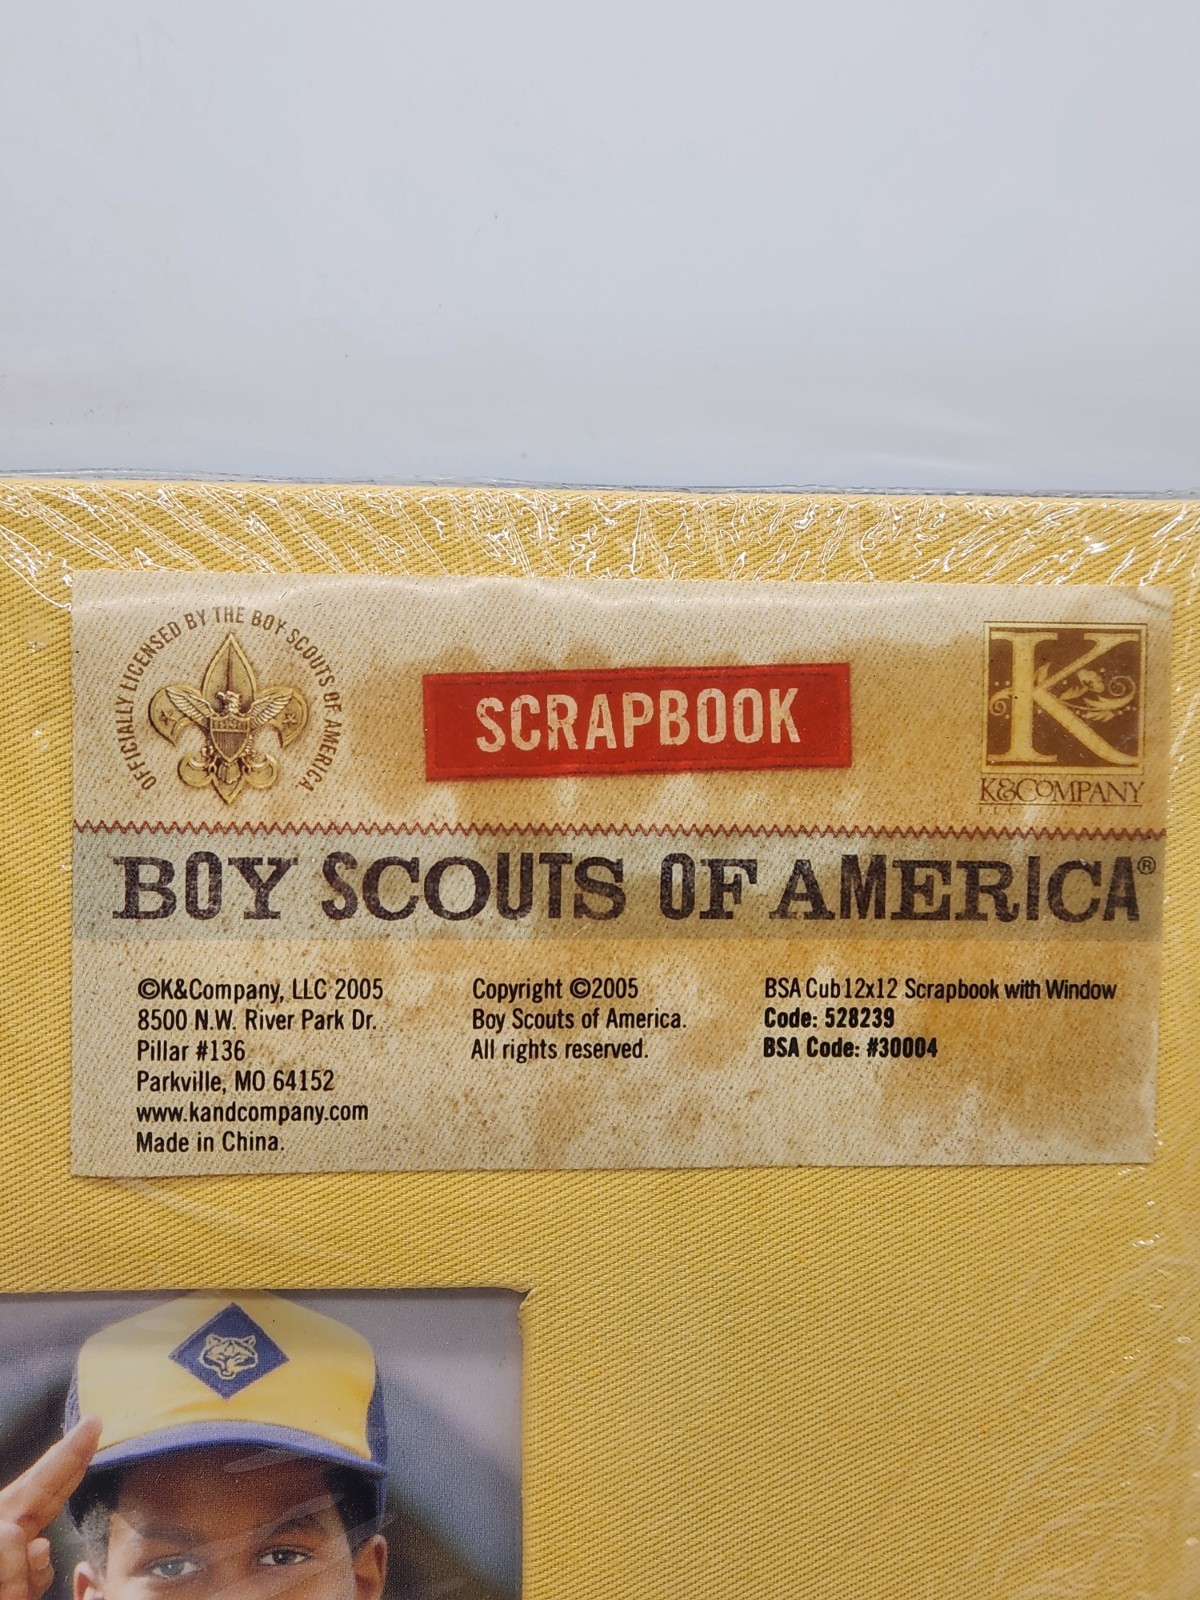 OFFICIALLY LICENSED BY THE BOY SCOUTS OF AMERICA
SCRAPBOOK
K
K&COMPANY
BOY SCOUTS OF AMERICA®
©K&Company, LLC 2005
8500 N.W. River Park Dr.
Pillar #136
Parkville, MO 64152
www.kandcompany.com
Made in China.
Copyright ©2005
Boy Scouts of America.
All rights reserved.
BSA Cub 12x12 Scrapbook with Window
Code: 528239
BSA Code: #30004